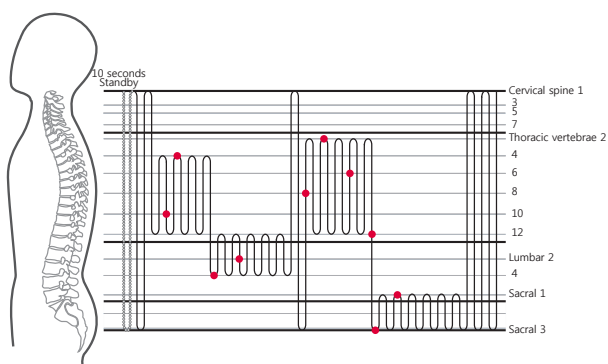 10 seconds
Standby
Cervical spine 1
3
5
7
Thoracic vertebrae 2
4
6
8
10
12
Lumbar 2
4
Sacral 1
Sacral 3